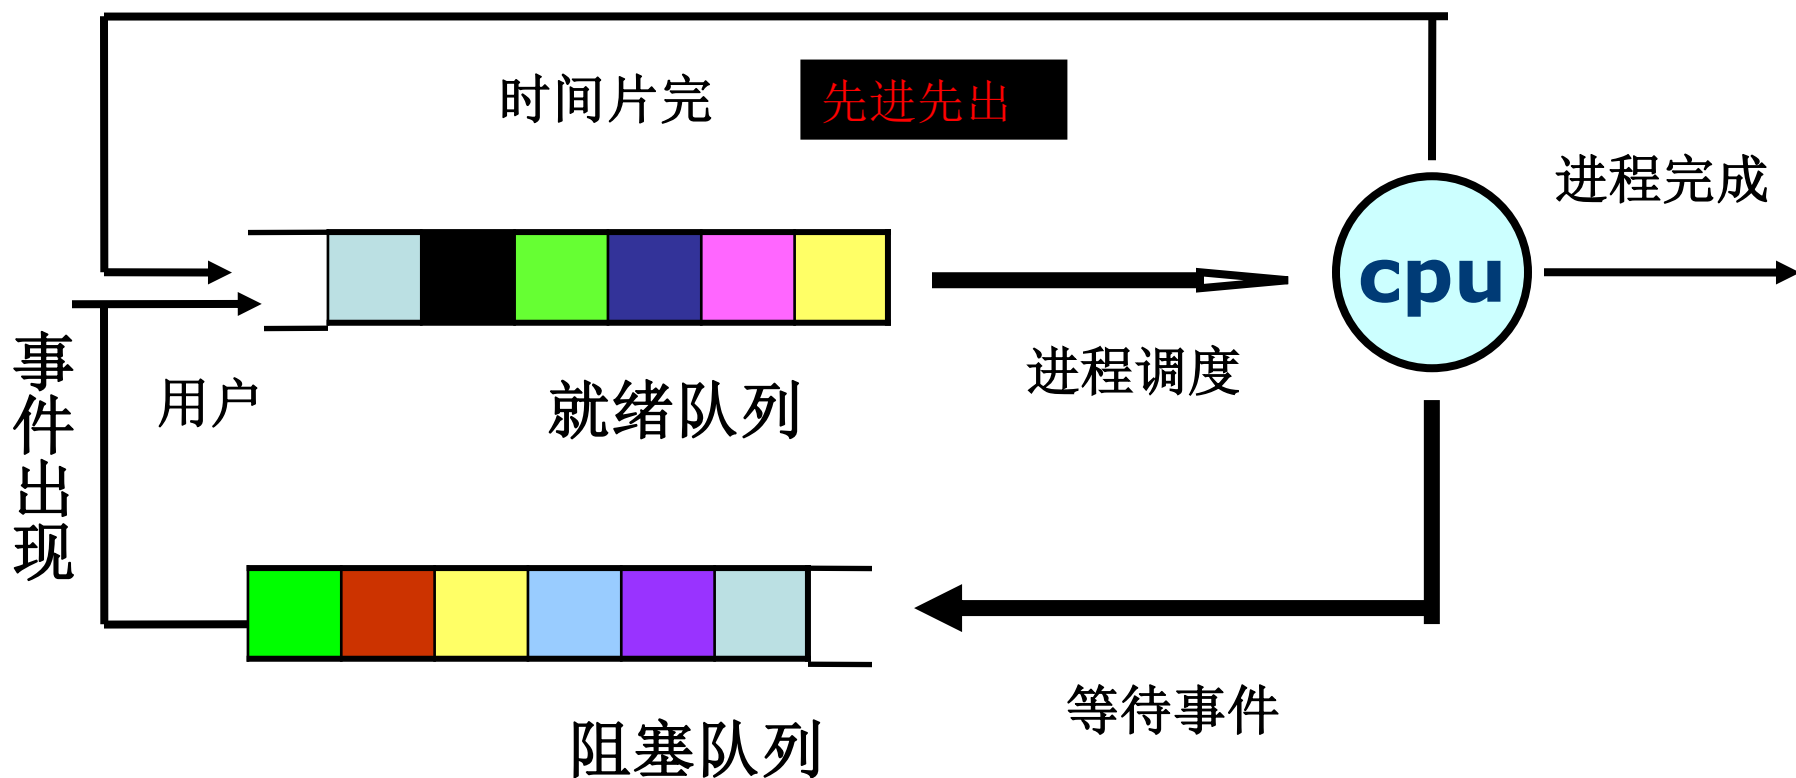 时间片完
先进先出
进程完成
cpu
进程调度
事件出现
用户
就绪队列
等待事件
阻塞队列